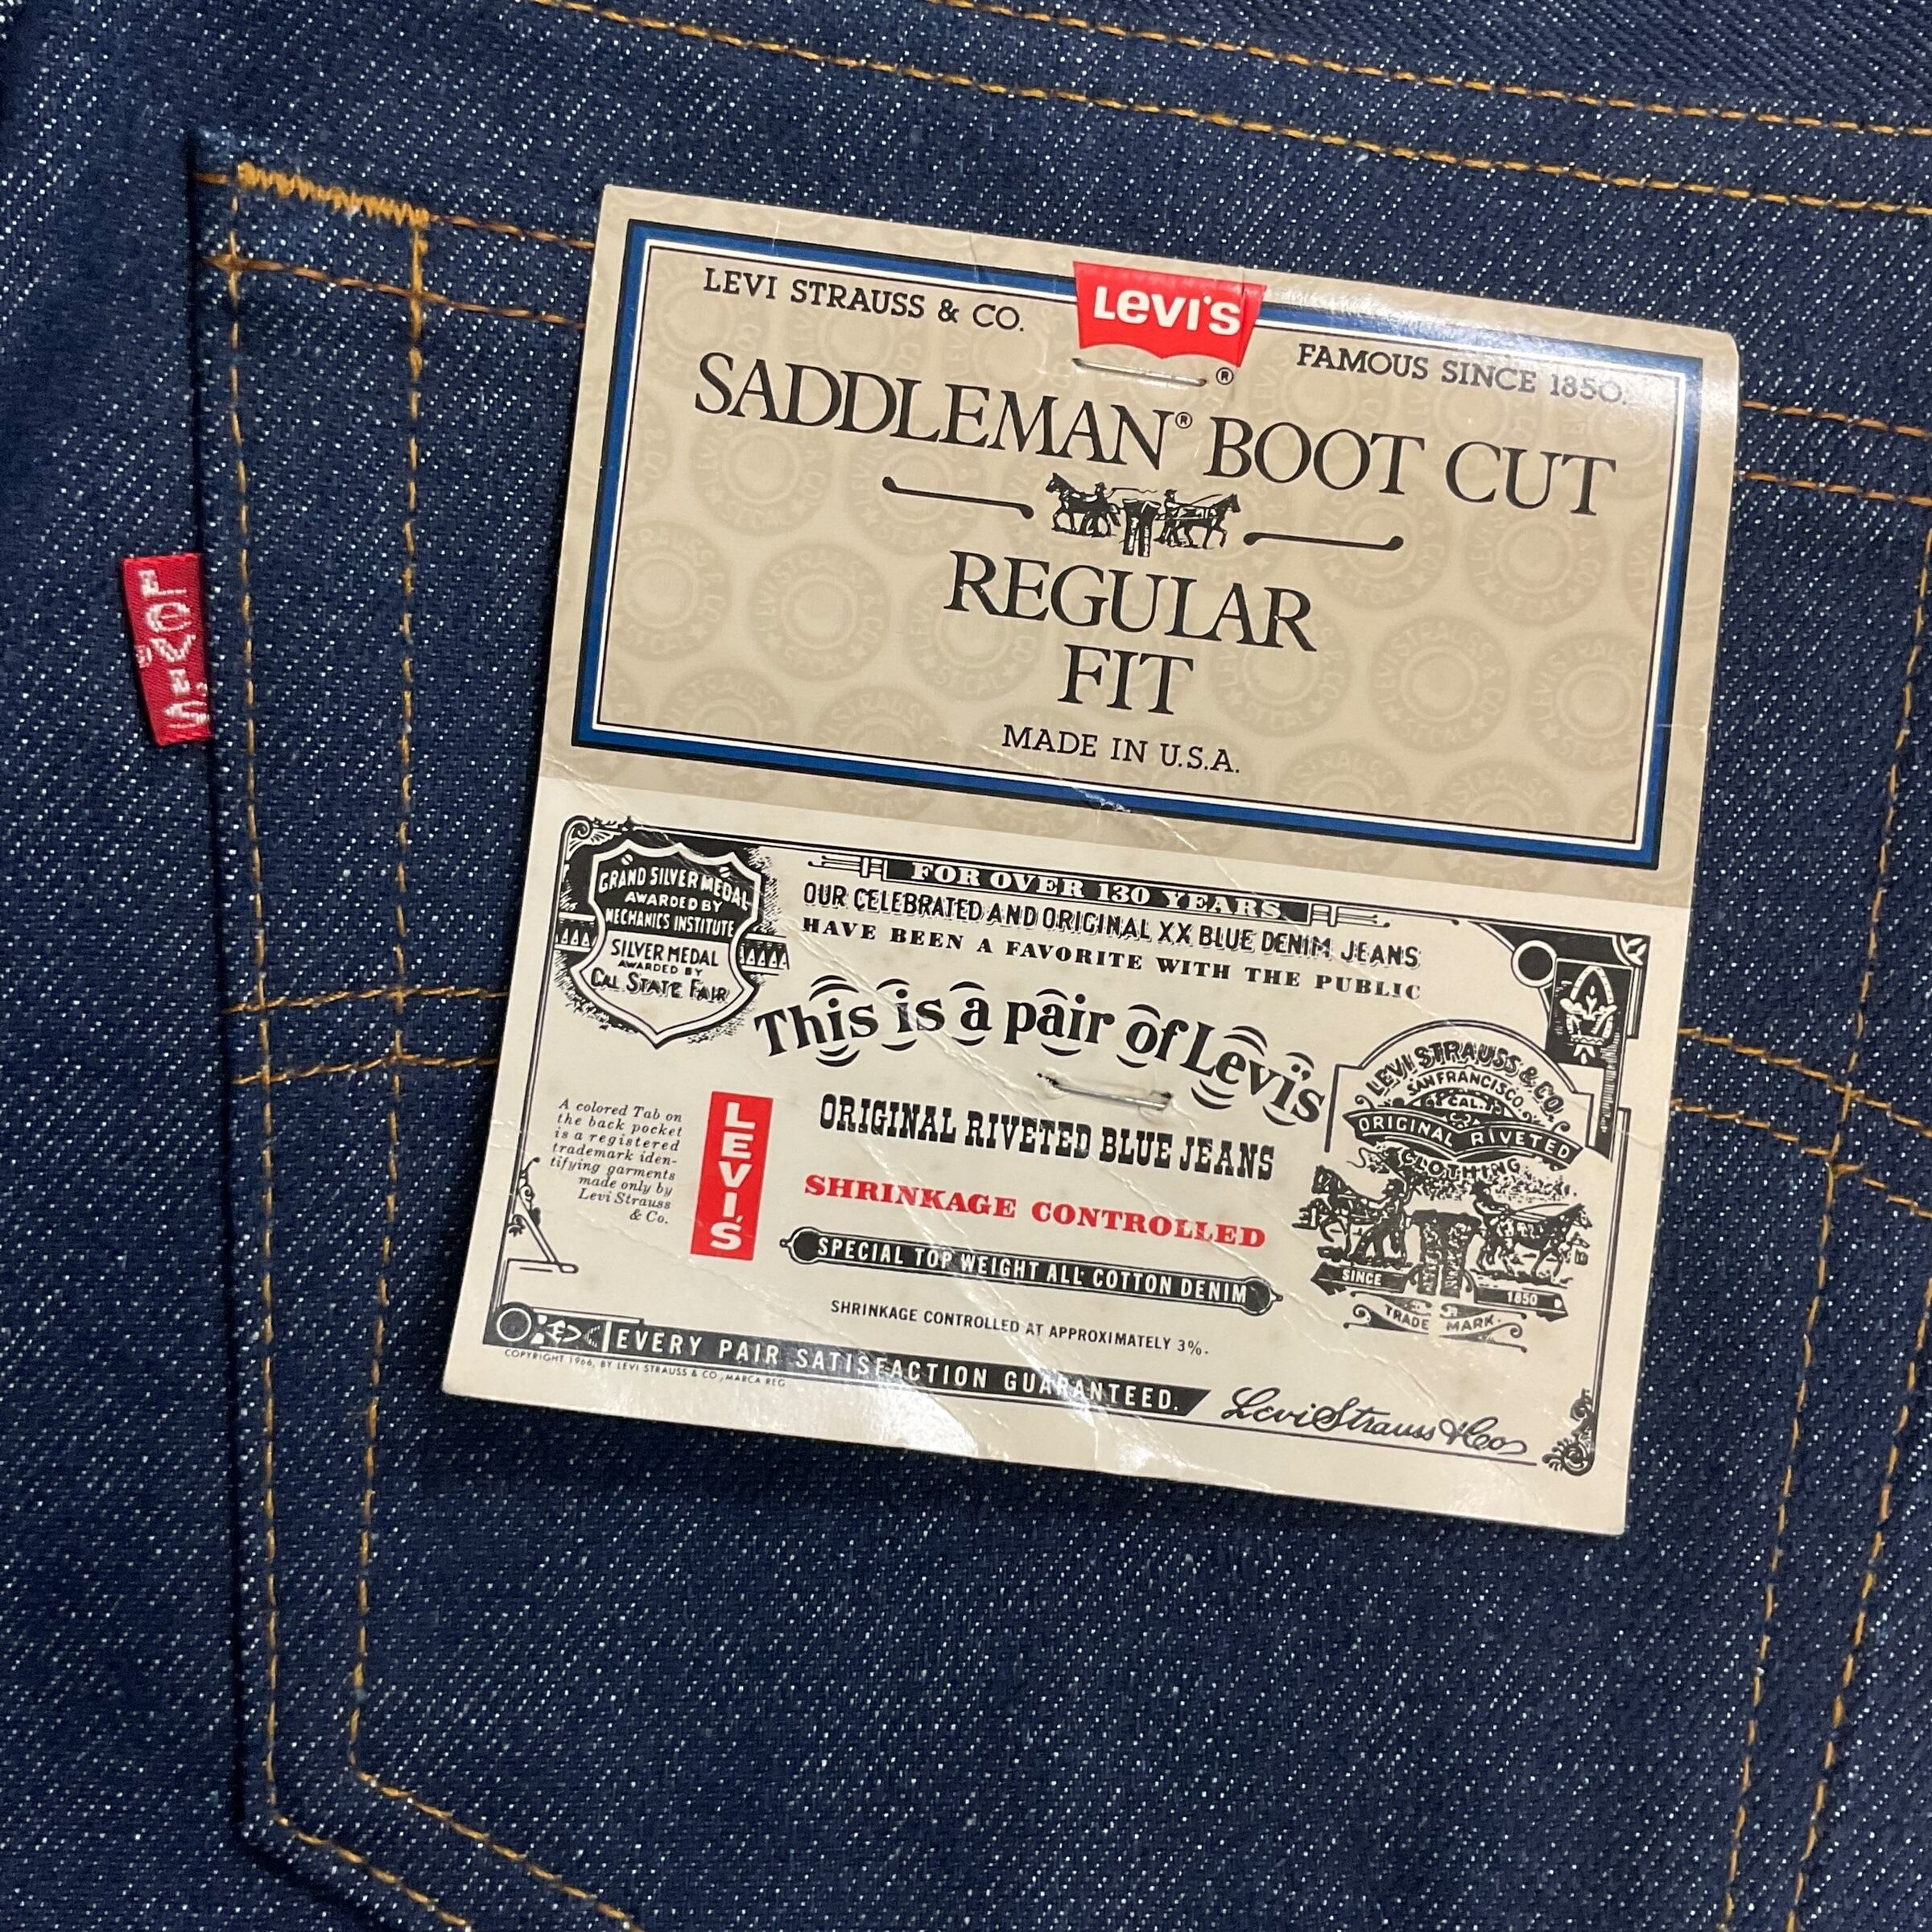 LEVI STRAUSS & CO.
Levi's
®
FAMOUS SINCE 1850.
SADDLEMAN® BOOT CUT
REGULAR
FIT
MADE IN U.S.A.
GRAND SILVER MEDAL
AWARDED BY
MECHANICS INSTITUTE
SILVER MEDAL
AWARDED BY
CAL STATE FAIR
FOR OVER 130 YEARS
OUR CELEBRATED AND ORIGINAL XX BLUE DENIM JEANS
HAVE BEEN A FAVORITE WITH THE PUBLIC
This is a pair of Levi's
ORIGINAL RIVETED BLUE JEANS
SHRINKAGE CONTROLLED
SPECIAL TOP WEIGHT ALL COTTON DENIM
SHRINKAGE CONTROLLED AT APPROXIMATELY 3%.
A colored Tab on
the back pocket
is a registered
trademark iden-
tifying garments
made only by
Levi Strauss
& Co.
LEVI'S
LEVI STRAUSS & CO.
SAN FRANCISCO.
CAL.
ORIGINAL RIVETED
CLOTHING
SINCE 1850
TRADE MARK.
EVERY PAIR SATISFACTION GUARANTEED.
COPYRIGHT 1966, BY LEVI STRAUSS & CO., MARCA REG
Levi Strauss & Co
LEVI'S
®